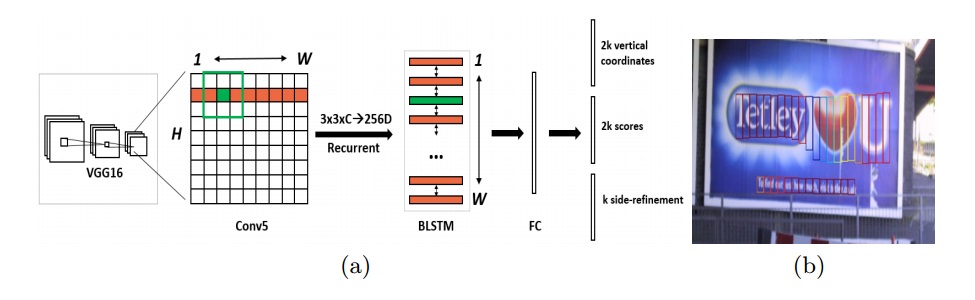 1 W
H
VGG16
Conv5
3x3xC→256D
Recurrent
1
...
W
BLSTM
FC
2k vertical
coordinates
2k scores
k side-refinement
(a)
Tetley
U
(b)